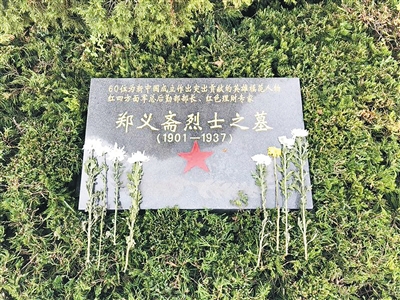 60位为新中国成立作出突出贡献的英雄模范人物
红四方面军总后勤部部长、红色理财专家
郑义斋烈士之墓
(1901—1937)